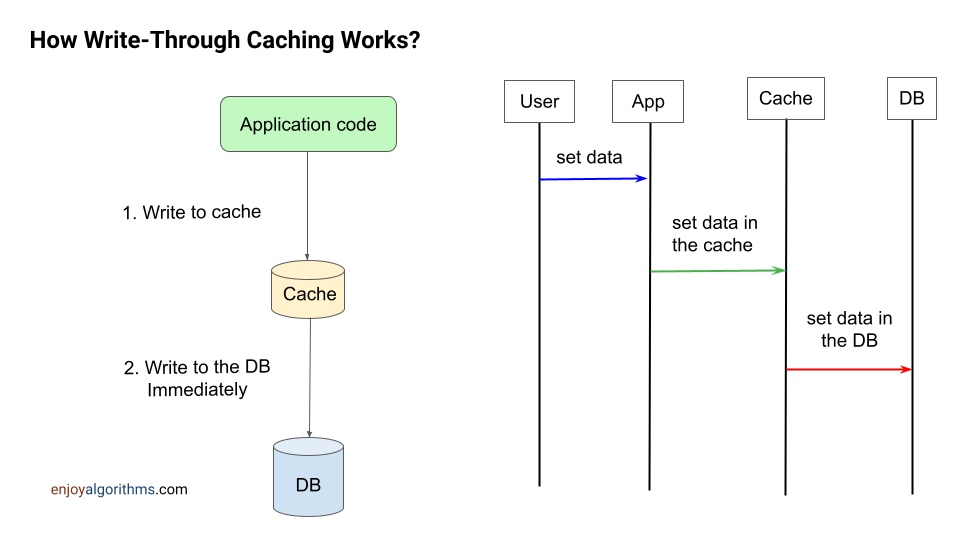 How Write-Through Caching Works?
Application code
1. Write to cache
Cache
2. Write to the DB
Immediately
DB
enjoyalgorithms.com
User
App
Cache
DB
set data
set data in
the cache
set data in
the DB